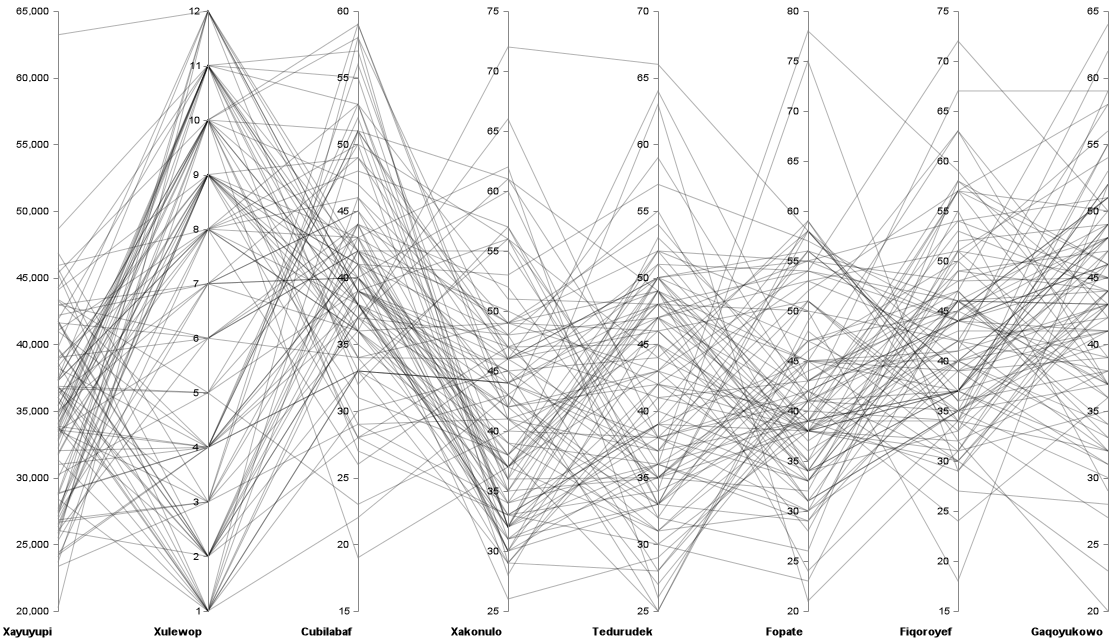 65,000 12 60 75 70 80 75 65
60,000 11 55 70 65 75 70 60
55,000 10 50 65 60 70 65 55
50,000 9 45 60 55 65 60 50
45,000 8 40 55 50 60 55 45
40,000 7 35 50 45 55 50 40
35,000 6 30 45 40 50 45 35
30,000 5 25 40 35 45 40 30
25,000 4 20 35 30 40 35 25
20,000 3 15 30 25 35 30 20
2 25 30 25
1 25 20
20 15
Xayuyupi Xulewop Cubilabaf Xakonulo Tedurudek Fopate Fiqoroyef Gaqoyukowo